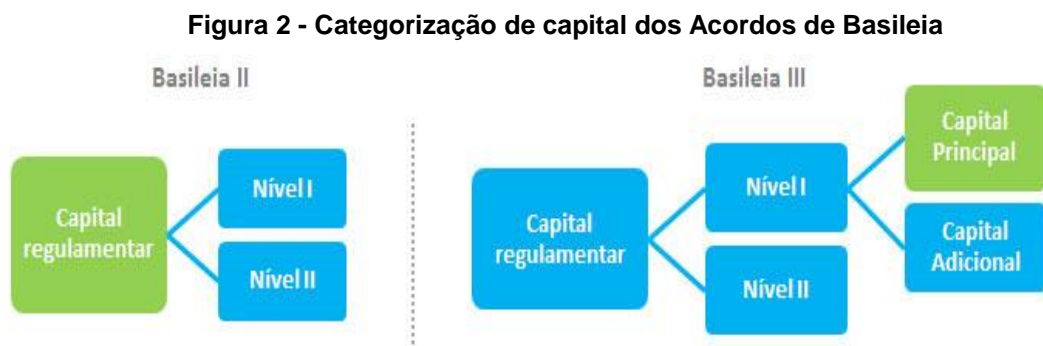 Figura 2 - Categorização de capital dos Acordos de Basileia
Basileia II
Capital
regulamentar
Nível I
Nível II
Basileia III
Capital
regulamentar
Nível I
Nível II
Capital
Principal
Capital
Adicional